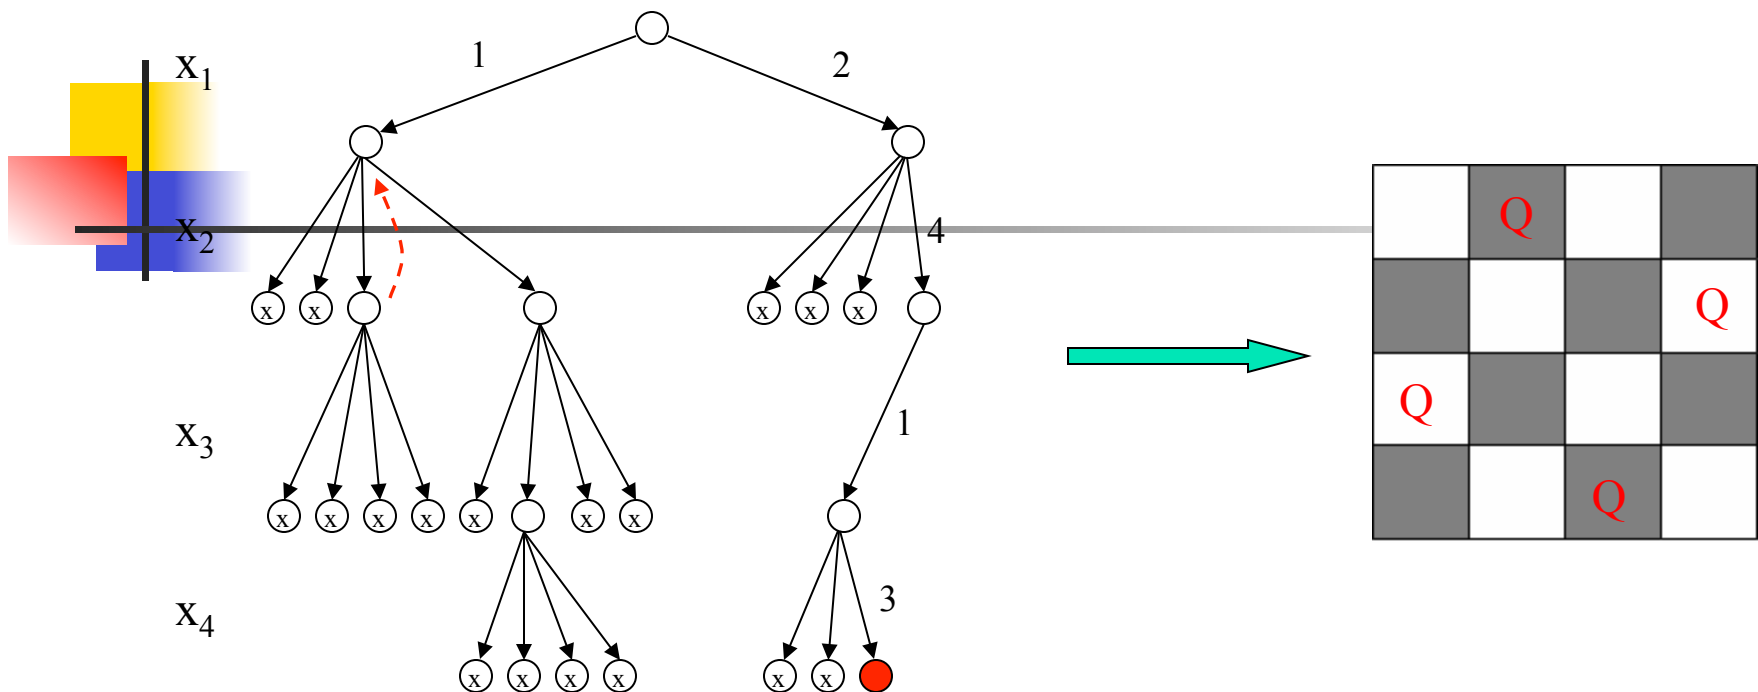 x1
1 2
x2
4
x x x x x
x3
1
x x x x x x x
x4
3
x x x x x x
Q
Q
Q
Q